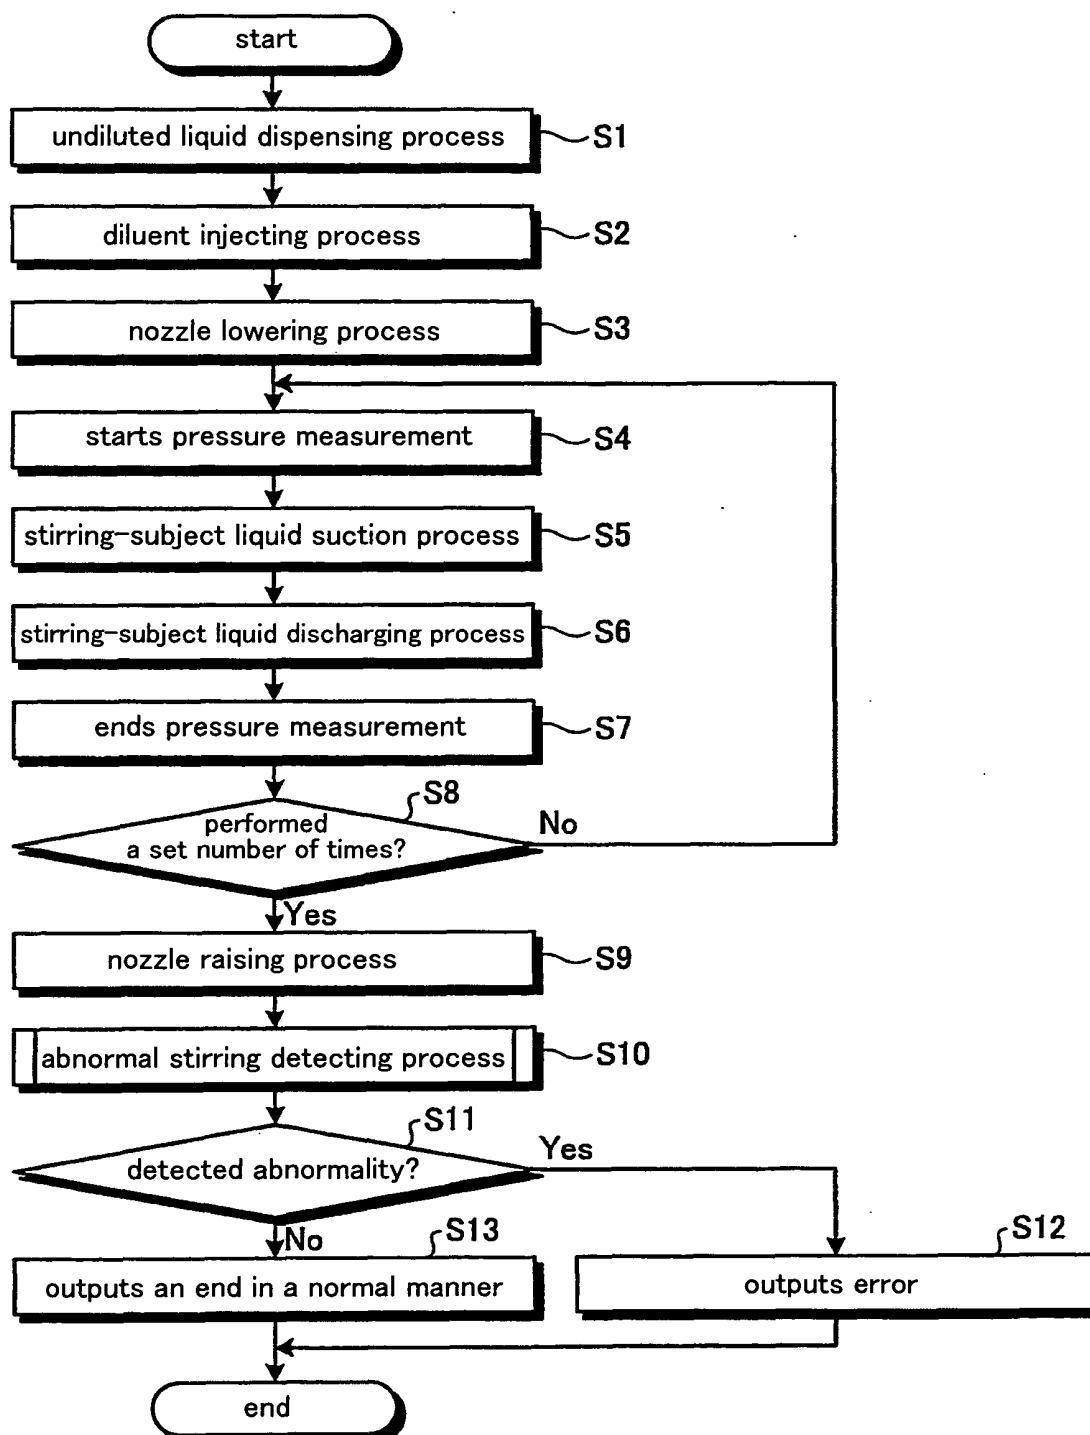 start
undiluted liquid dispensing process S1
diluent injecting process S2
nozzle lowering process S3
starts pressure measurement S4
stirring-subject liquid suction process S5
stirring-subject liquid discharging process S6
ends pressure measurement S7
S8
performed
a set number of times?
No
Yes
nozzle raising process S9
abnormal stirring detecting process S10
S11
detected abnormality?
Yes
No
S13
outputs an end in a normal manner
S12
outputs error
end